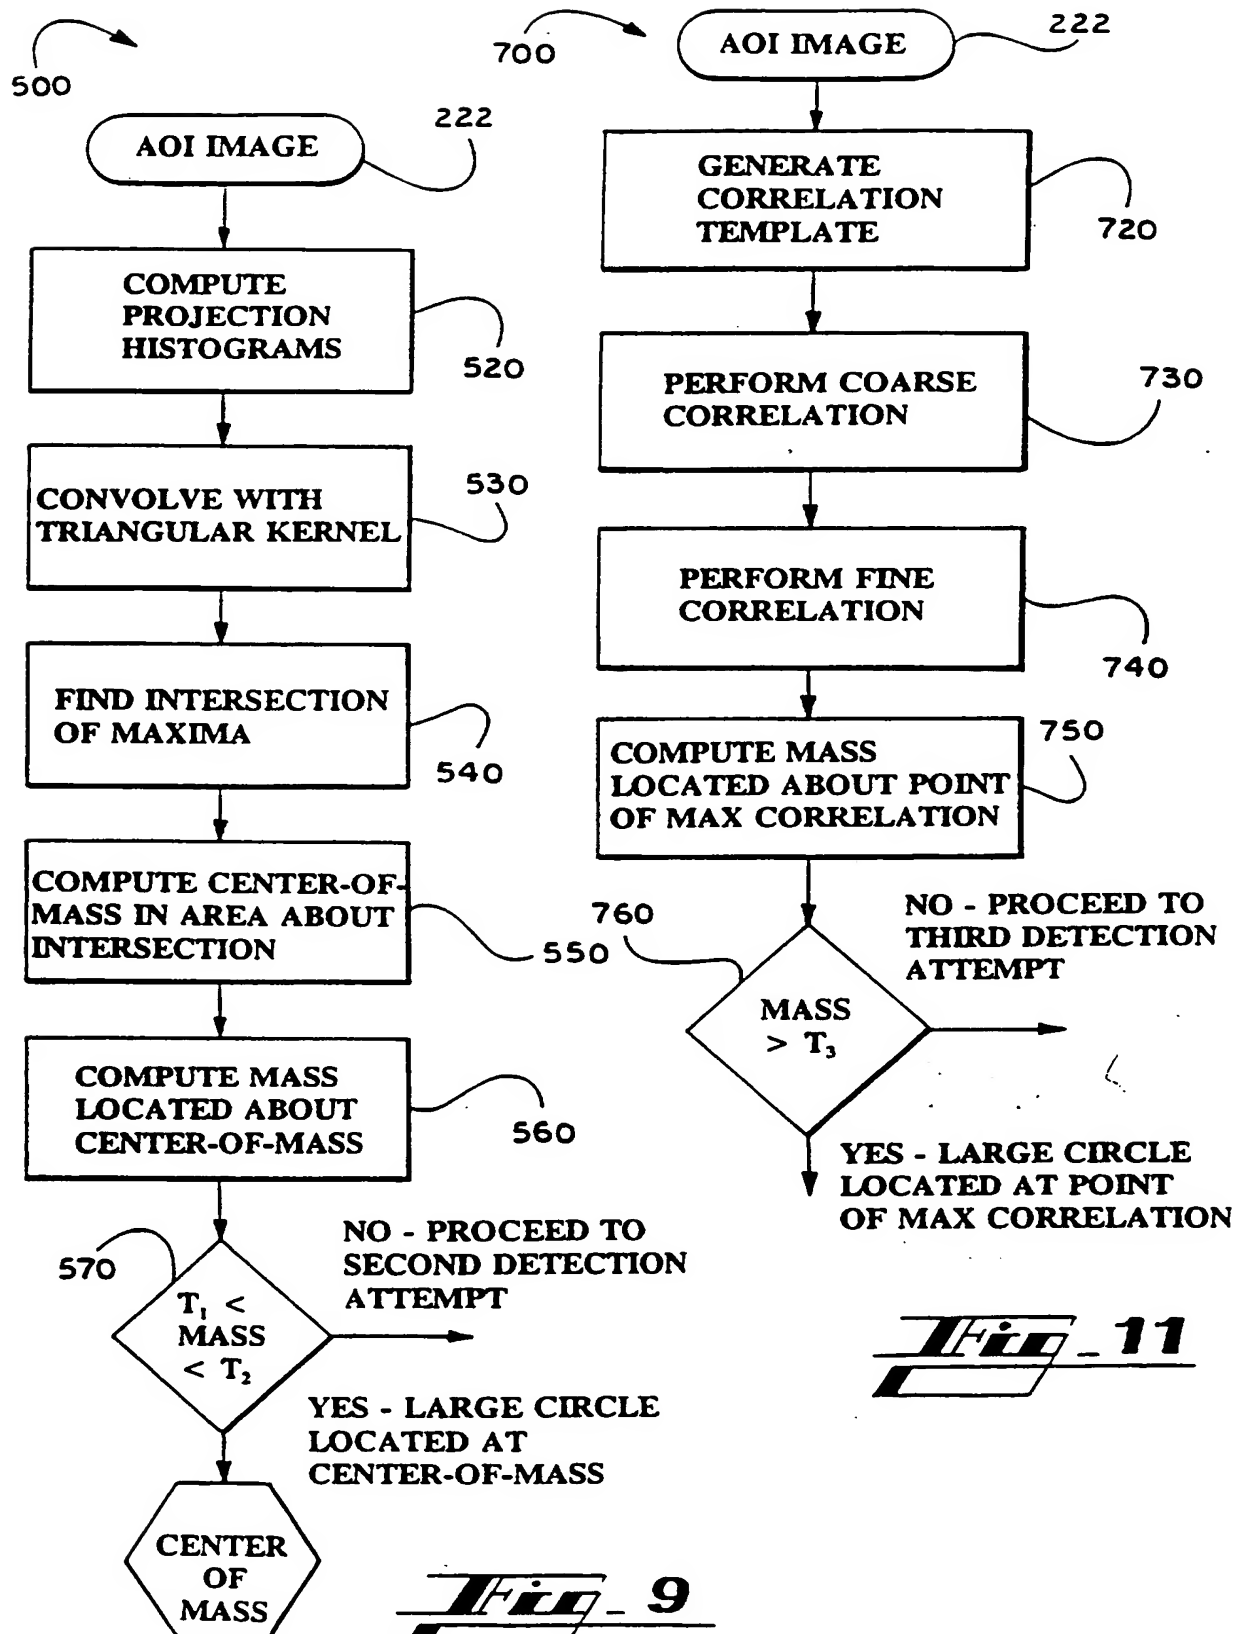 500
AOI IMAGE
222
COMPUTE
PROJECTION
HISTOGRAMS
520
CONVOLVE WITH
TRIANGULAR KERNEL
530
FIND INTERSECTION
OF MAXIMA
540
COMPUTE CENTER-OF-
MASS IN AREA ABOUT
INTERSECTION
550
COMPUTE MASS
LOCATED ABOUT
CENTER-OF-MASS
560
570
T₁ <
MASS
< T₂
NO - PROCEED TO
SECOND DETECTION
ATTEMPT
YES - LARGE CIRCLE
LOCATED AT
CENTER-OF-MASS
CENTER
OF
MASS
Fig_9
700
AOI IMAGE
222
GENERATE
CORRELATION
TEMPLATE
720
PERFORM COARSE
CORRELATION
730
PERFORM FINE
CORRELATION
740
COMPUTE MASS
LOCATED ABOUT POINT
OF MAX CORRELATION
750
760
MASS
> T₃
NO - PROCEED TO
THIRD DETECTION
ATTEMPT
YES - LARGE CIRCLE
LOCATED AT POINT
OF MAX CORRELATION
Fig_11